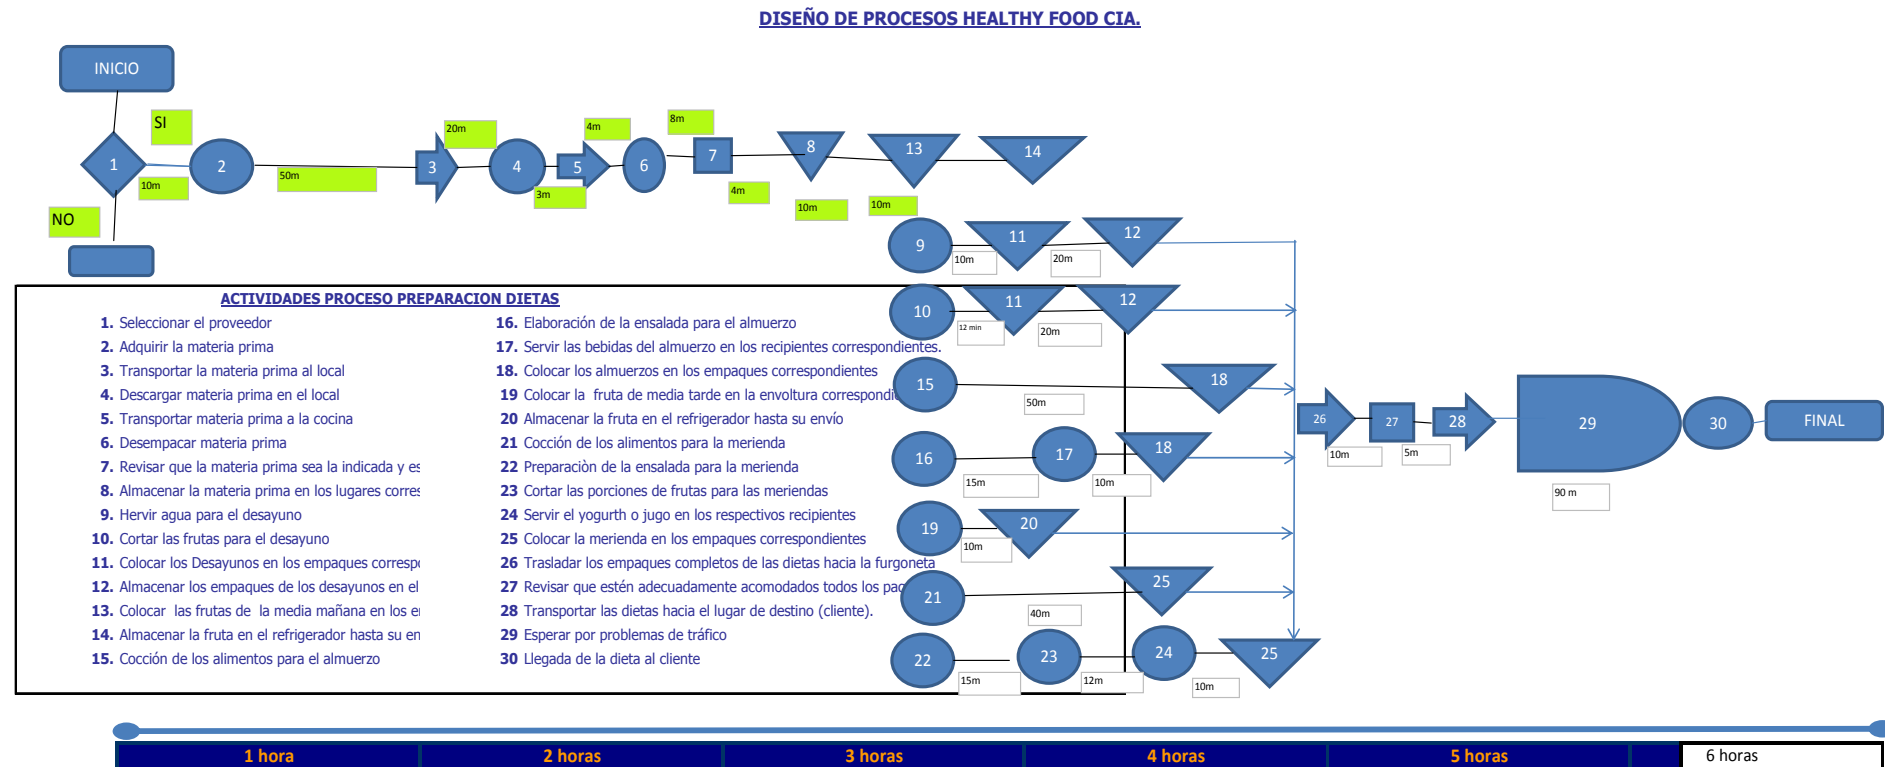 DISEÑO DE PROCESOS HEALTHY FOOD CIA.
INICIO
SI
1
2
10m
50m
NO
20m
3
4
3m
4m
5
6
8m
7
4m
8
10m
13
10m
14
9
10m
11
20m
12
10
12 min
11
20m
12
15
50m
18
16
15m
17
10m
18
19
10m
20
21
40m
25
22
15m
23
12m
24
10m
25
26
10m
27
5m
28
29
90 m
30
FINAL
ACTIVIDADES PROCESO PREPARACION DIETAS
1. Seleccionar el proveedor
2. Adquirir la materia prima
3. Transportar la materia prima al local
4. Descargar materia prima en el local
5. Transportar materia prima a la cocina
6. Desempacar materia prima
7. Revisar que la materia prima sea la indicada y es
8. Almacenar la materia prima en los lugares corres
9. Hervir agua para el desayuno
10. Cortar las frutas para el desayuno
11. Colocar los Desayunos en los empaques correspo
12. Almacenar los empaques de los desayunos en el
13. Colocar las frutas de la media mañana en los e
14. Almacenar la fruta en el refrigerador hasta su en
15. Cocción de los alimentos para el almuerzo
16. Elaboración de la ensalada para el almuerzo
17. Servir las bebidas del almuerzo en los recipientes correspondientes.
18. Colocar los almuerzos en los empaques correspondientes
19 Colocar la fruta de media tarde en la envoltura correspondi
20 Almacenar la fruta en el refrigerador hasta su envío
21 Cocción de los alimentos para la merienda
22 Preparaciòn de la ensalada para la merienda
23 Cortar las porciones de frutas para las meriendas
24 Servir el yogurth o jugo en los respectivos recipientes
25 Colocar la merienda en los empaques correspondientes
26 Trasladar los empaques completos de las dietas hacia la furgoneta
27 Revisar que estén adecuadamente acomodados todos los paq
28 Transportar las dietas hacia el lugar de destino (cliente).
29 Esperar por problemas de tráfico
30 Llegada de la dieta al cliente
1 hora
2 horas
3 horas
4 horas
5 horas
6 horas